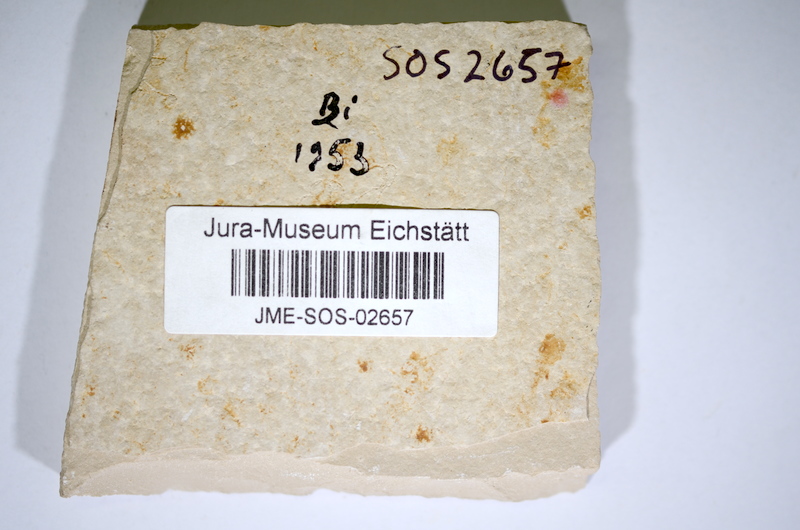 SOS 2657
Bi
1953
Jura-Museum Eichstätt
JME-SOS-02657